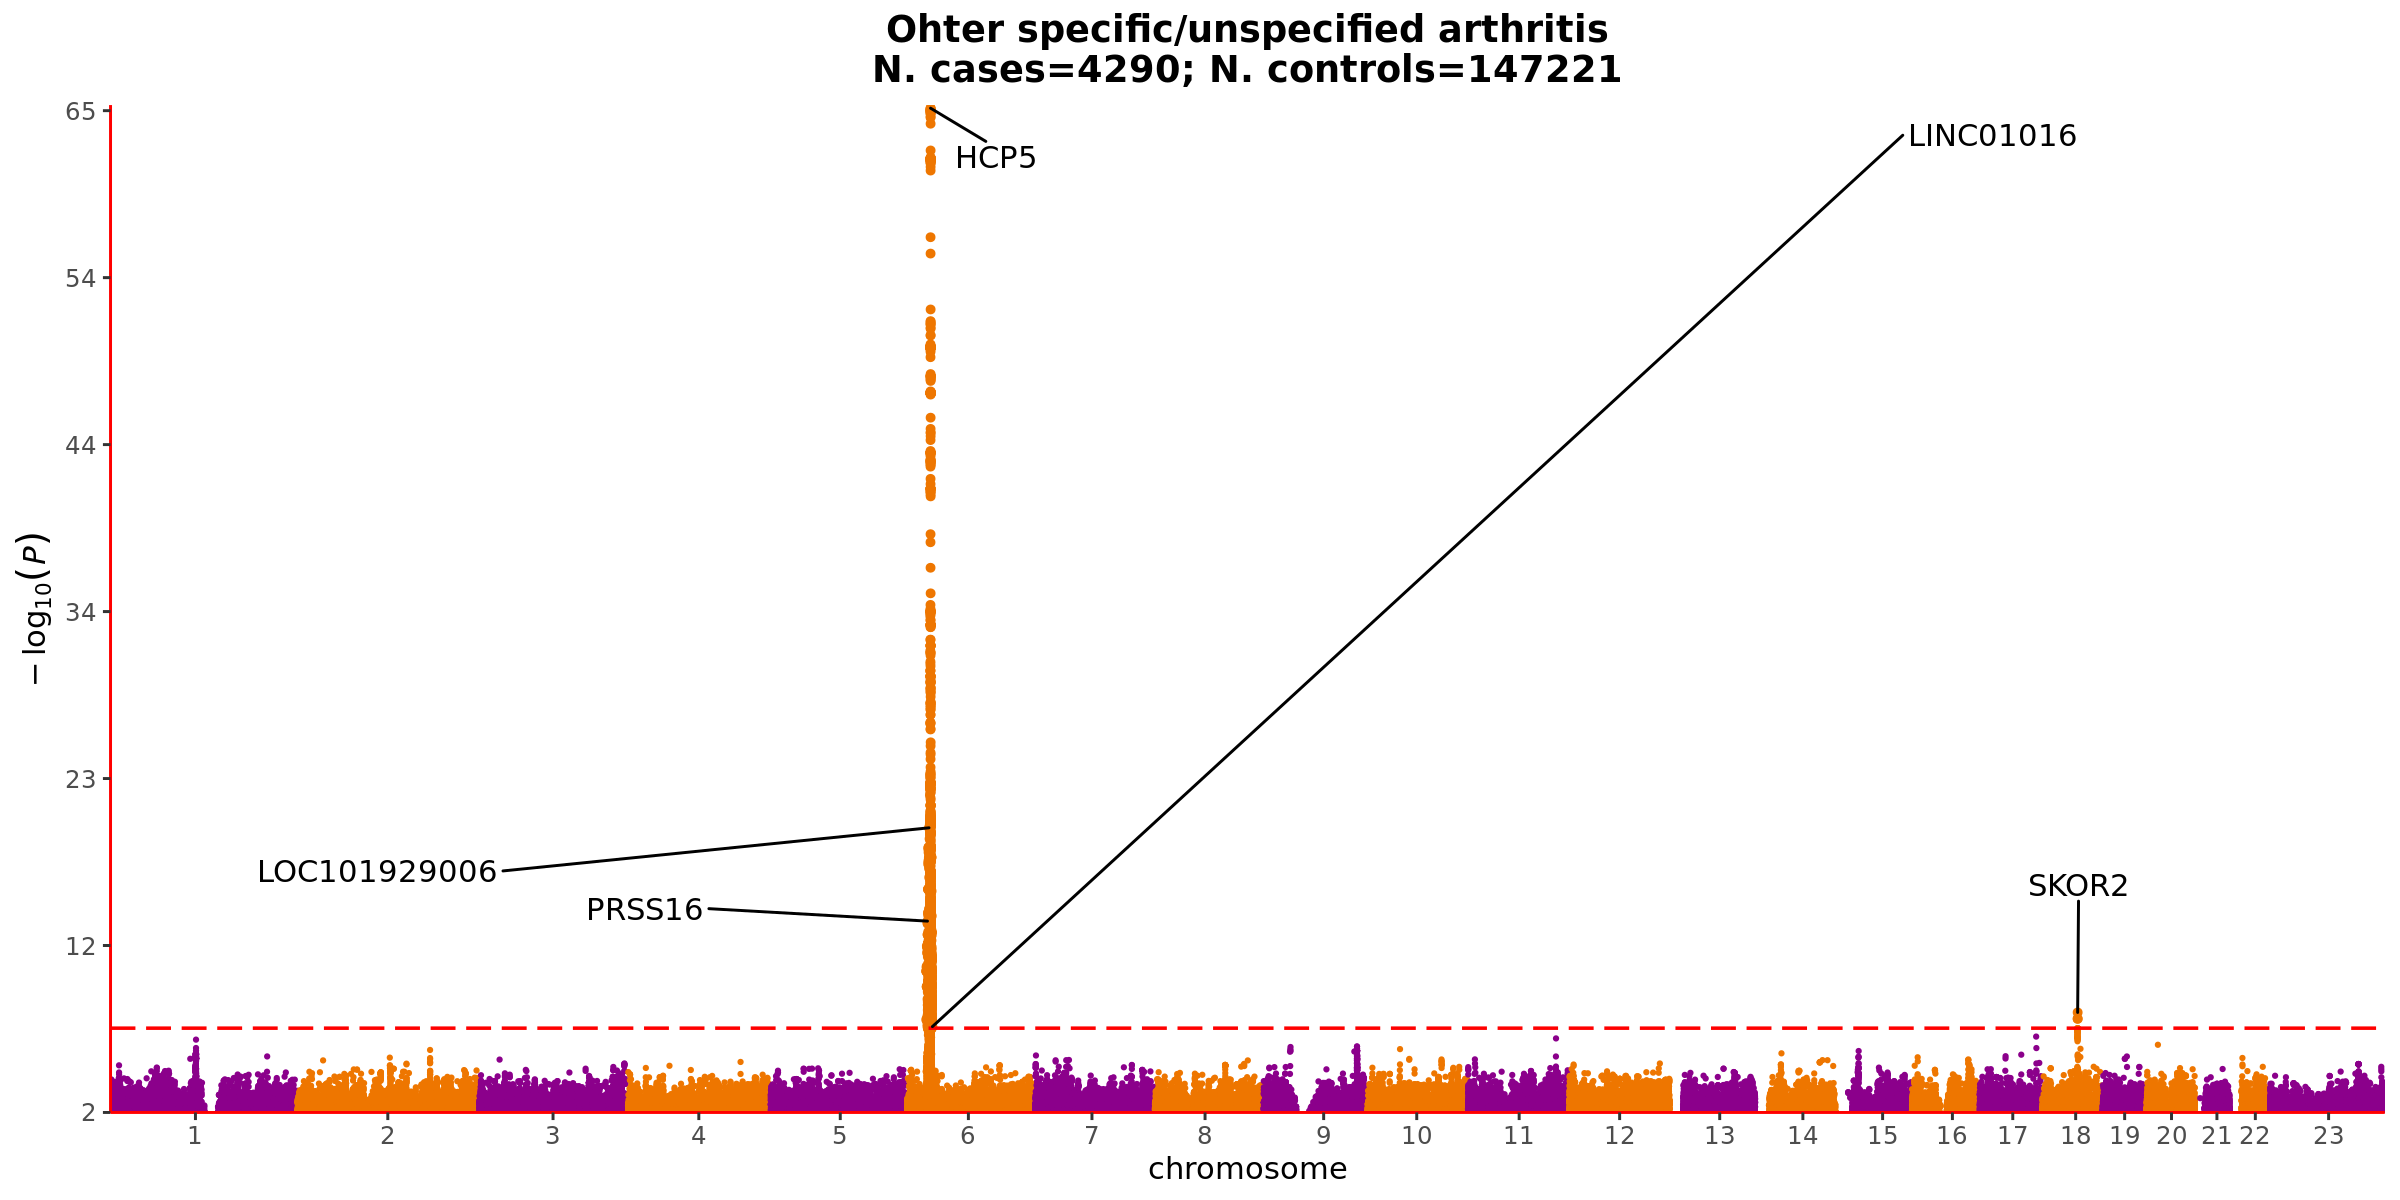 Ohter specific/unspecified arthritis
N. cases=4290; N. controls=147221
65
HCP5
LINC01016
54
44
−log10(P)
34
23
LOC101929006
PRSS16
SKOR2
12
2
1 2 3 4 5 6 7 8 9 10 11 12 13 14 15 16 17 18 19 20 21 22 23
chromosome